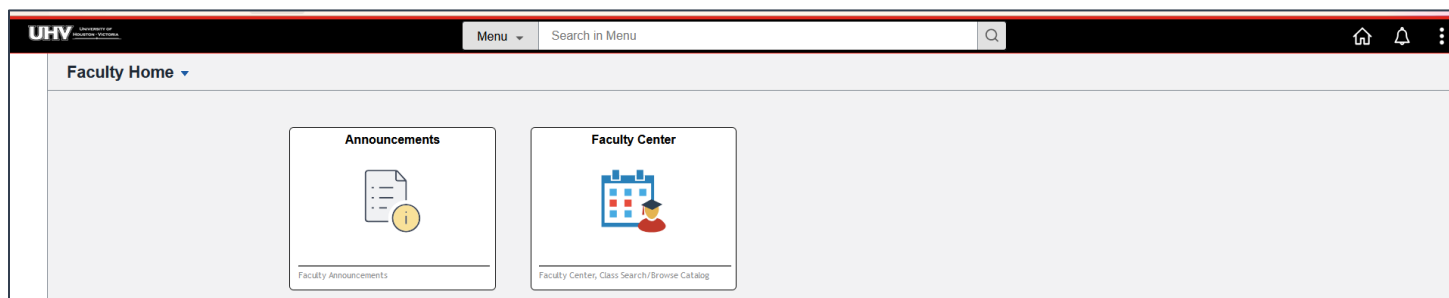 UHV UNIVERSITY OF
HOUSTON-VICTORIA
Menu
Search in Menu
Faculty Home
Announcements
Faculty Center
i
Faculty Announcements
Faculty Center, Class Search/Browse Catalog